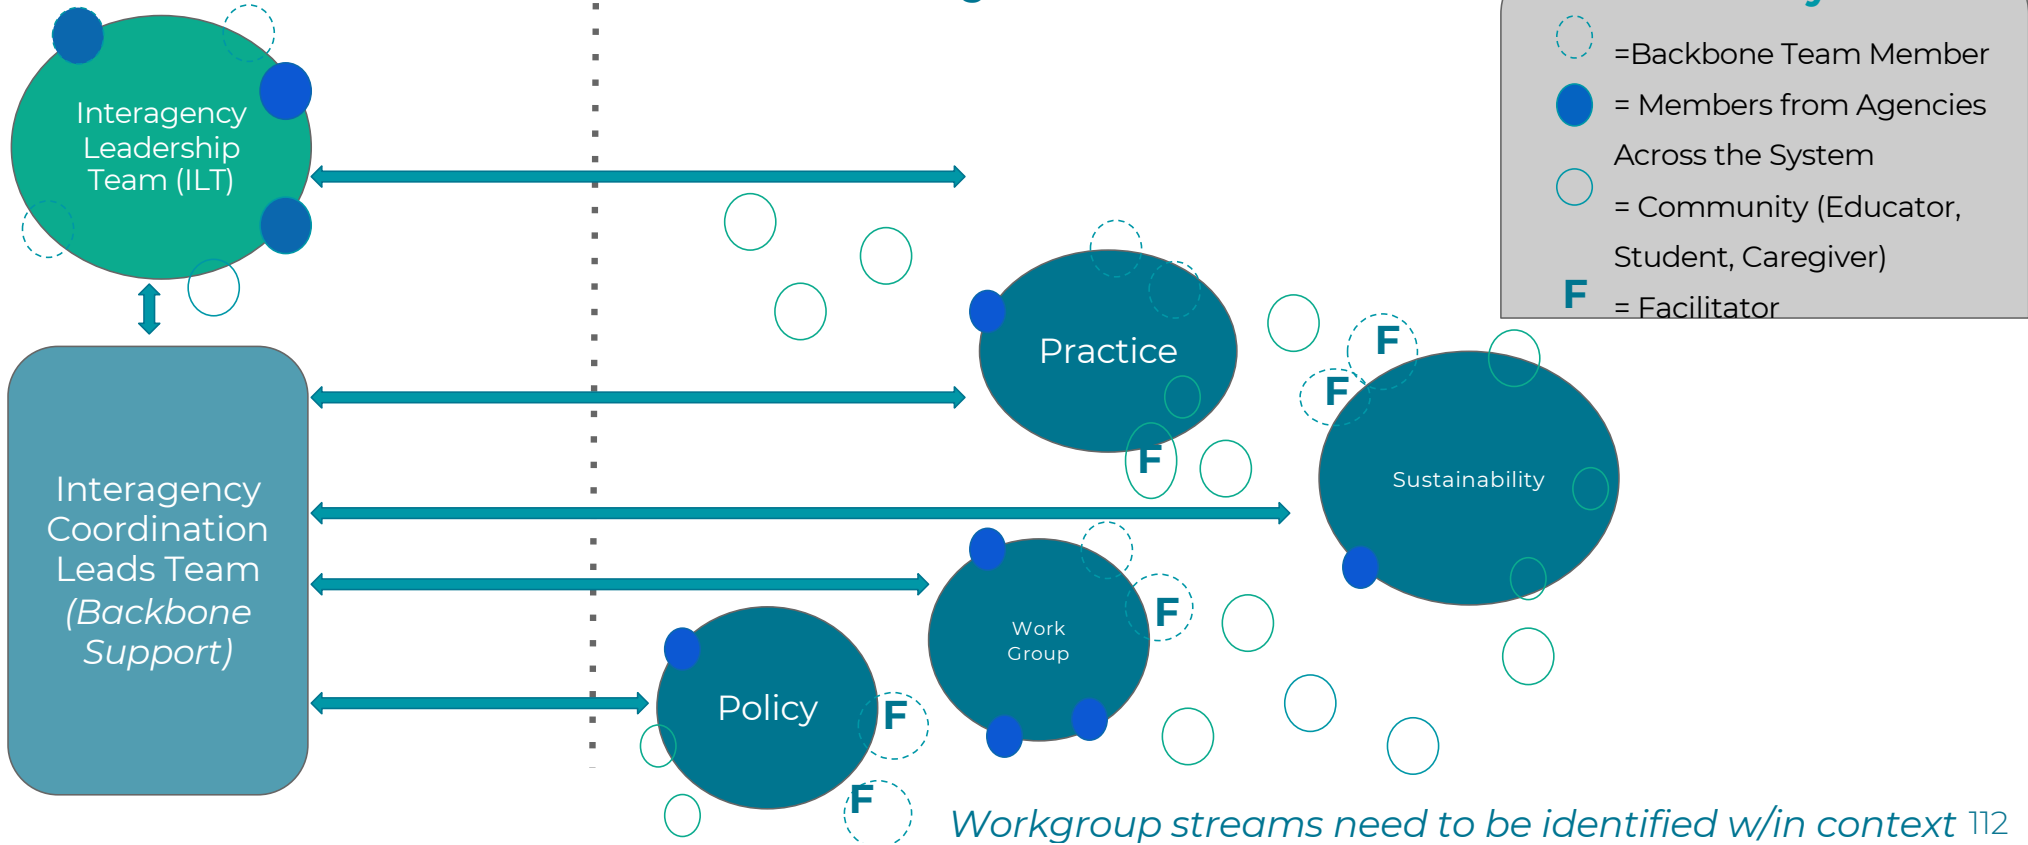 Interagency
Leadership
Team (ILT)
Interagency
Coordination
Leads Team
(Backbone
Support)
=Backbone Team Member
= Members from Agencies
Across the System
= Community (Educator,
Student, Caregiver)
F
= Facilitator
Practice
F
F
F
Sustainability
Work
Group
F
Policy
F
F
Workgroup streams need to be identified w/in context
112